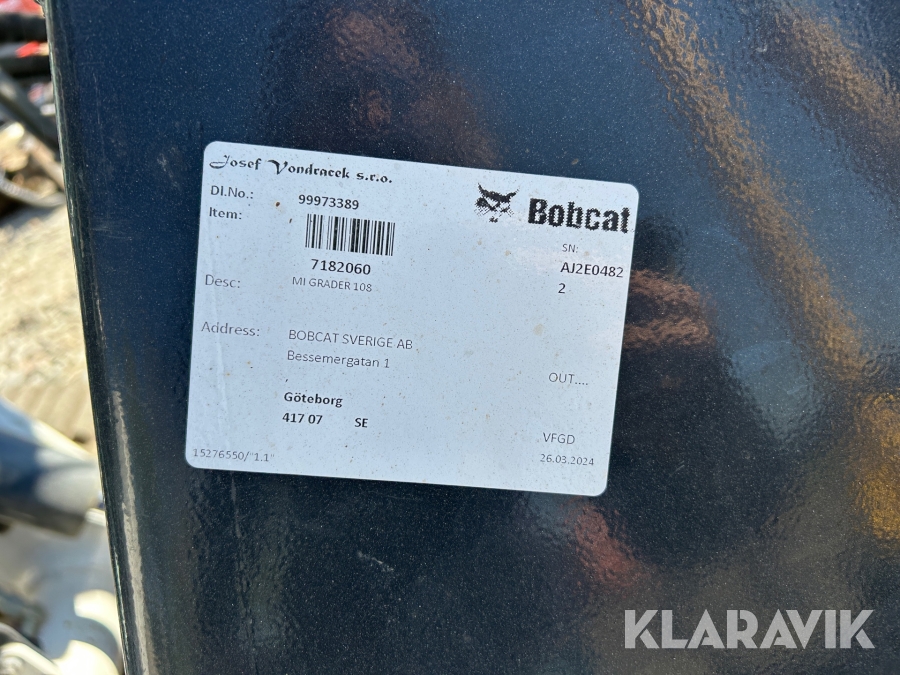 Josef Vondracek s.r.o.
Bobcat
Dl.No.: 99973389
Item:
7182060
SN:
AJ2E0482
2
Desc: MI GRADER 108
Address: BOBCAT SVERIGE AB
Bessemergatan 1
,
Göteborg
417 07 SE
OUT....
VFGD
26.03.2024
15276550/"1.1"
KLARAVIK